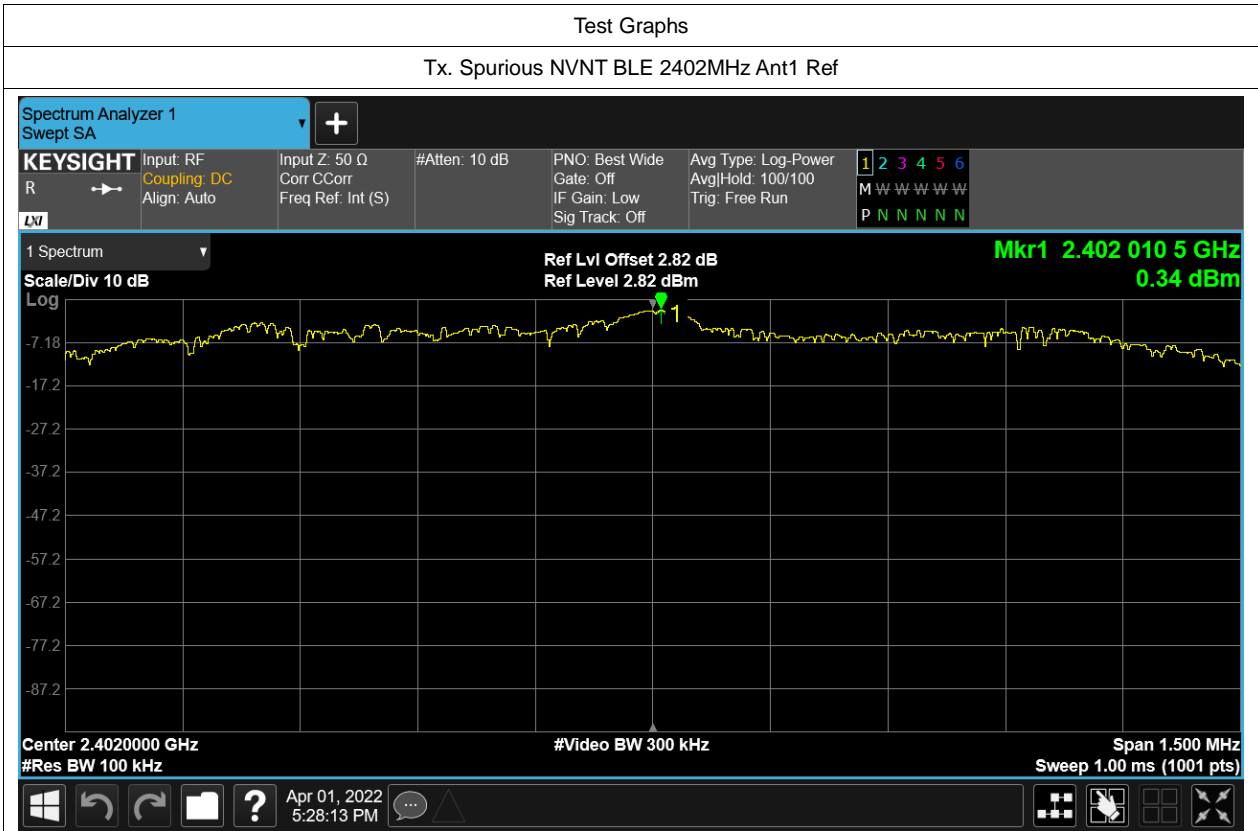 Test Graphs
Tx. Spurious NVNT BLE 2402MHz Ant1 Ref
Spectrum Analyzer 1
Swept SA
+
KEYSIGHT
R
LXI
Input: RF
Coupling: DC
Align: Auto
Input Z: 50 Ω
Corr CCorr
Freq Ref: Int (S)
#Atten: 10 dB
PNO: Best Wide
Gate: Off
IF Gain: Low
Sig Track: Off
Avg Type: Log-Power
Avg|Hold: 100/100
Trig: Free Run
1 2 3 4 5 6
M W W W W W
P N N N N N
1 Spectrum
Scale/Div 10 dB
Ref Lvl Offset 2.82 dB
Ref Level 2.82 dBm
Mkr1 2.402 010 5 GHz
0.34 dBm
Log
1
-7.18
-17.2
-27.2
-37.2
-47.2
-57.2
-67.2
-77.2
-87.2
Center 2.4020000 GHz
#Video BW 300 kHz
Span 1.500 MHz
#Res BW 100 kHz
Sweep 1.00 ms (1001 pts)
?
Apr 01, 2022
5:28:13 PM